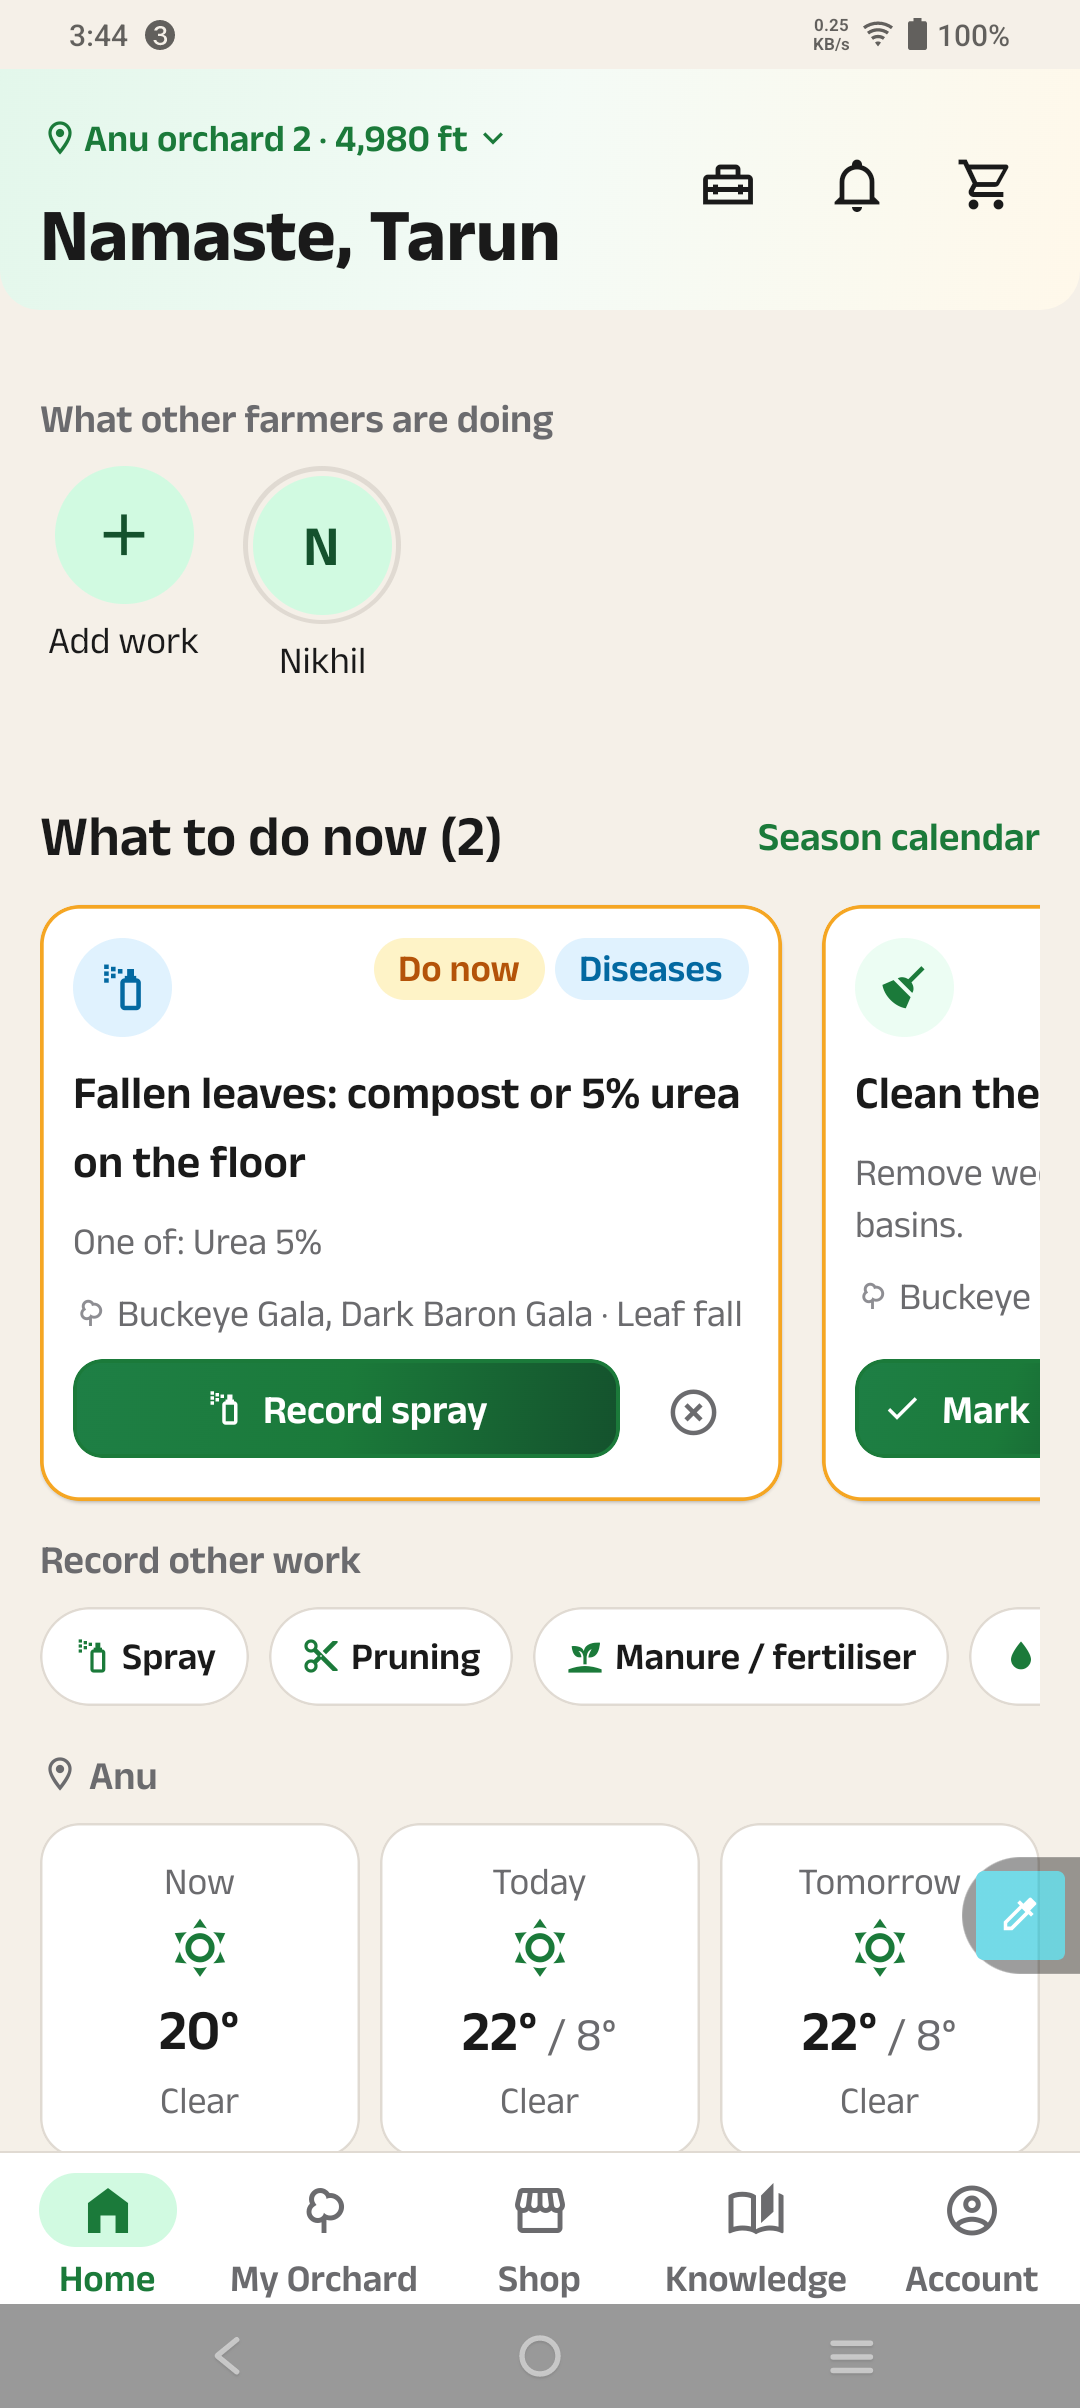 3:44 3
0.25 KB/s 100%
Anu orchard 2 · 4,980 ft
Namaste, Tarun
What other farmers are doing
N
Add work
Nikhil
What to do now (2)
Season calendar
Do now
Diseases
Fallen leaves: compost or 5% urea
on the floor
One of: Urea 5%
Buckeye Gala, Dark Baron Gala · Leaf fall
Record spray
Clean the
Remove
basins.
Buckeye
Mark
Record other work
Spray
Pruning
Manure / fertiliser
Anu
Now
20°
Clear
Today
22° / 8°
Clear
Tomorrow
22° / 8°
Clear
Home
My Orchard
Shop
Knowledge
Account